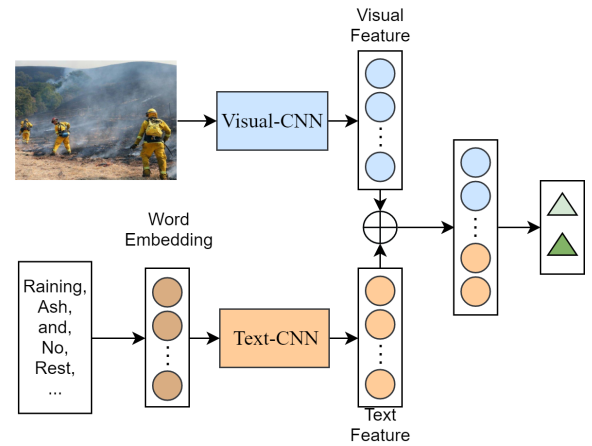 Visual
Feature
Visual-CNN
Word
Embedding
Raining,
Ash,
and,
No,
Rest,
...
Text-CNN
Text
Feature